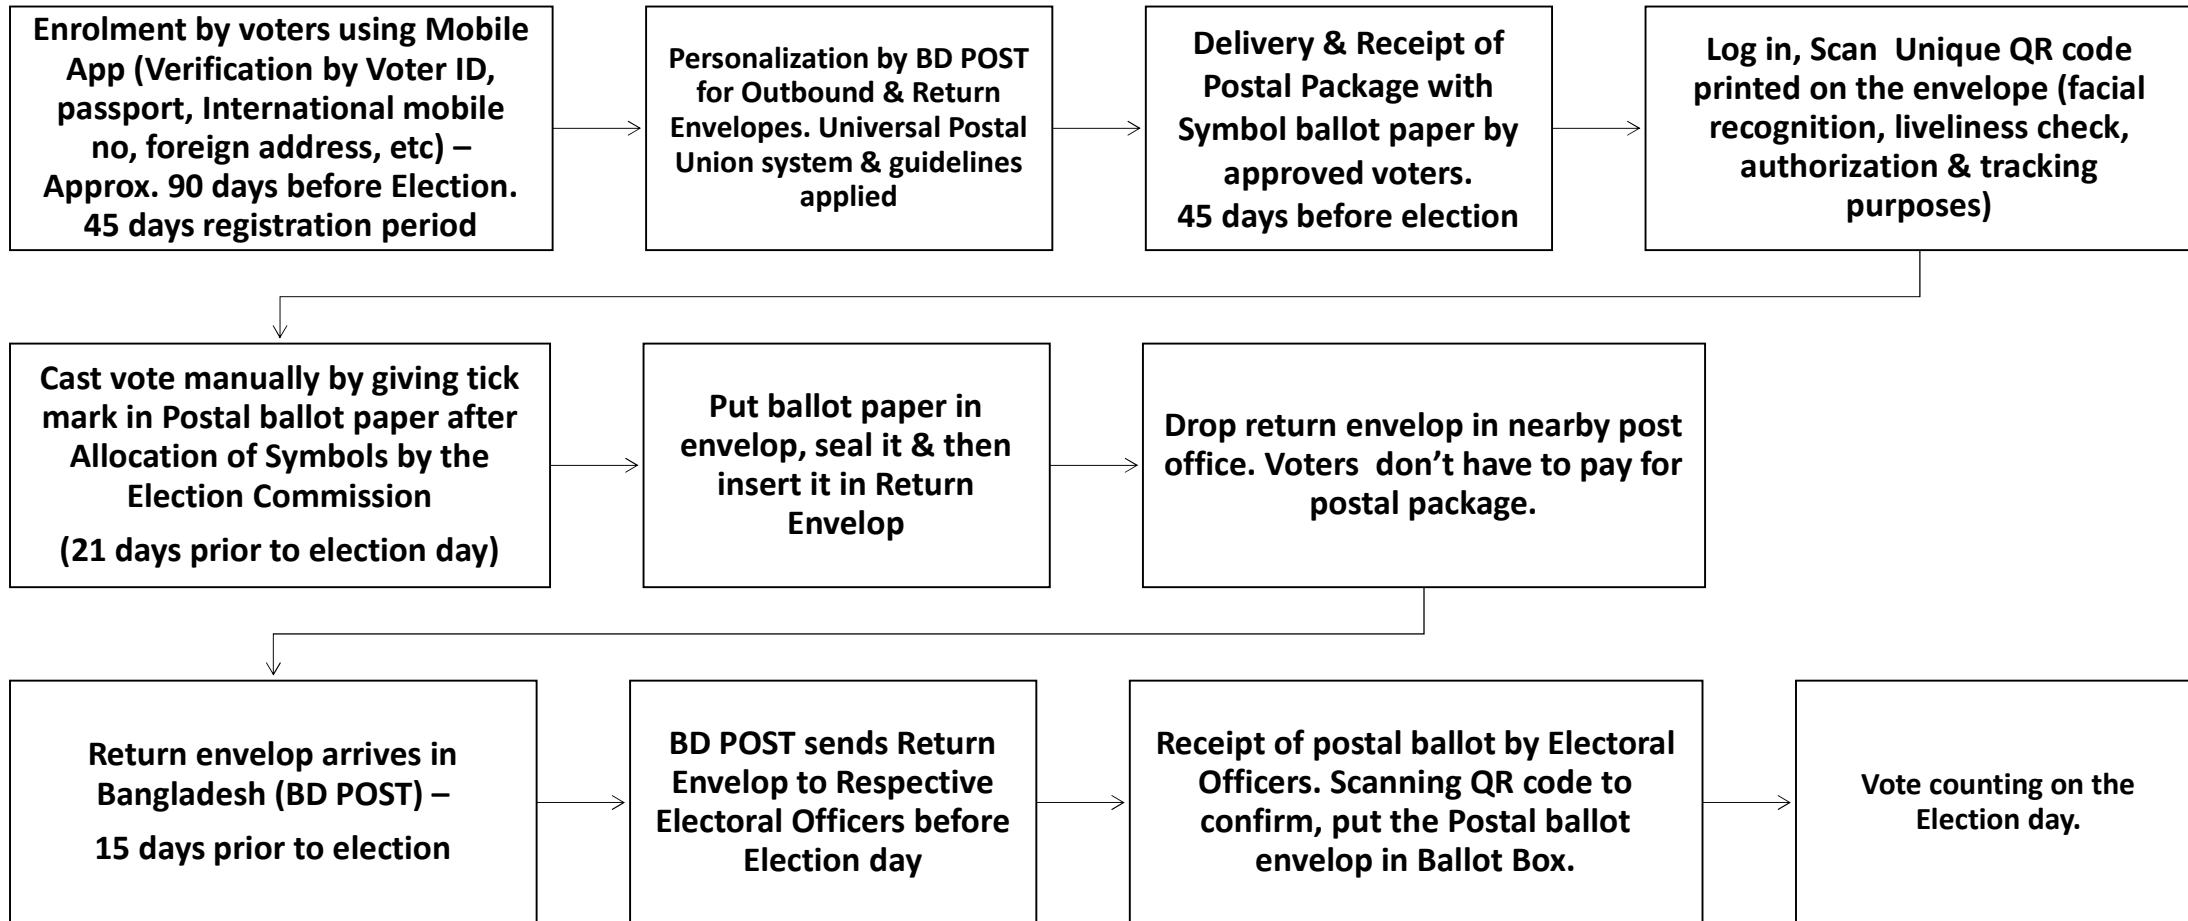 Enrolment by voters using Mobile
App (Verification by Voter ID,
passport, International mobile
no, foreign address, etc) –
Approx. 90 days before Election.
45 days registration period
Personalization by BD POST
for Outbound & Return
Envelopes. Universal Postal
Union system & guidelines
applied
Delivery & Receipt of
Postal Package with
Symbol ballot paper by
approved voters.
45 days before election
Log in, Scan Unique QR code
printed on the envelope (facial
recognition, liveliness check,
authorization & tracking
purposes)
Cast vote manually by giving tick
mark in Postal ballot paper after
Allocation of Symbols by the
Election Commission
(21 days prior to election day)
Put ballot paper in
envelop, seal it & then
insert it in Return
Envelop
Drop return envelop in nearby post
office. Voters don’t have to pay for
postal package.
Return envelop arrives in
Bangladesh (BD POST) –
15 days prior to election
BD POST sends Return
Envelop to Respective
Electoral Officers before
Election day
Receipt of postal ballot by Electoral
Officers. Scanning QR code to
confirm, put the Postal ballot
envelop in Ballot Box.
Vote counting on the
Election day.